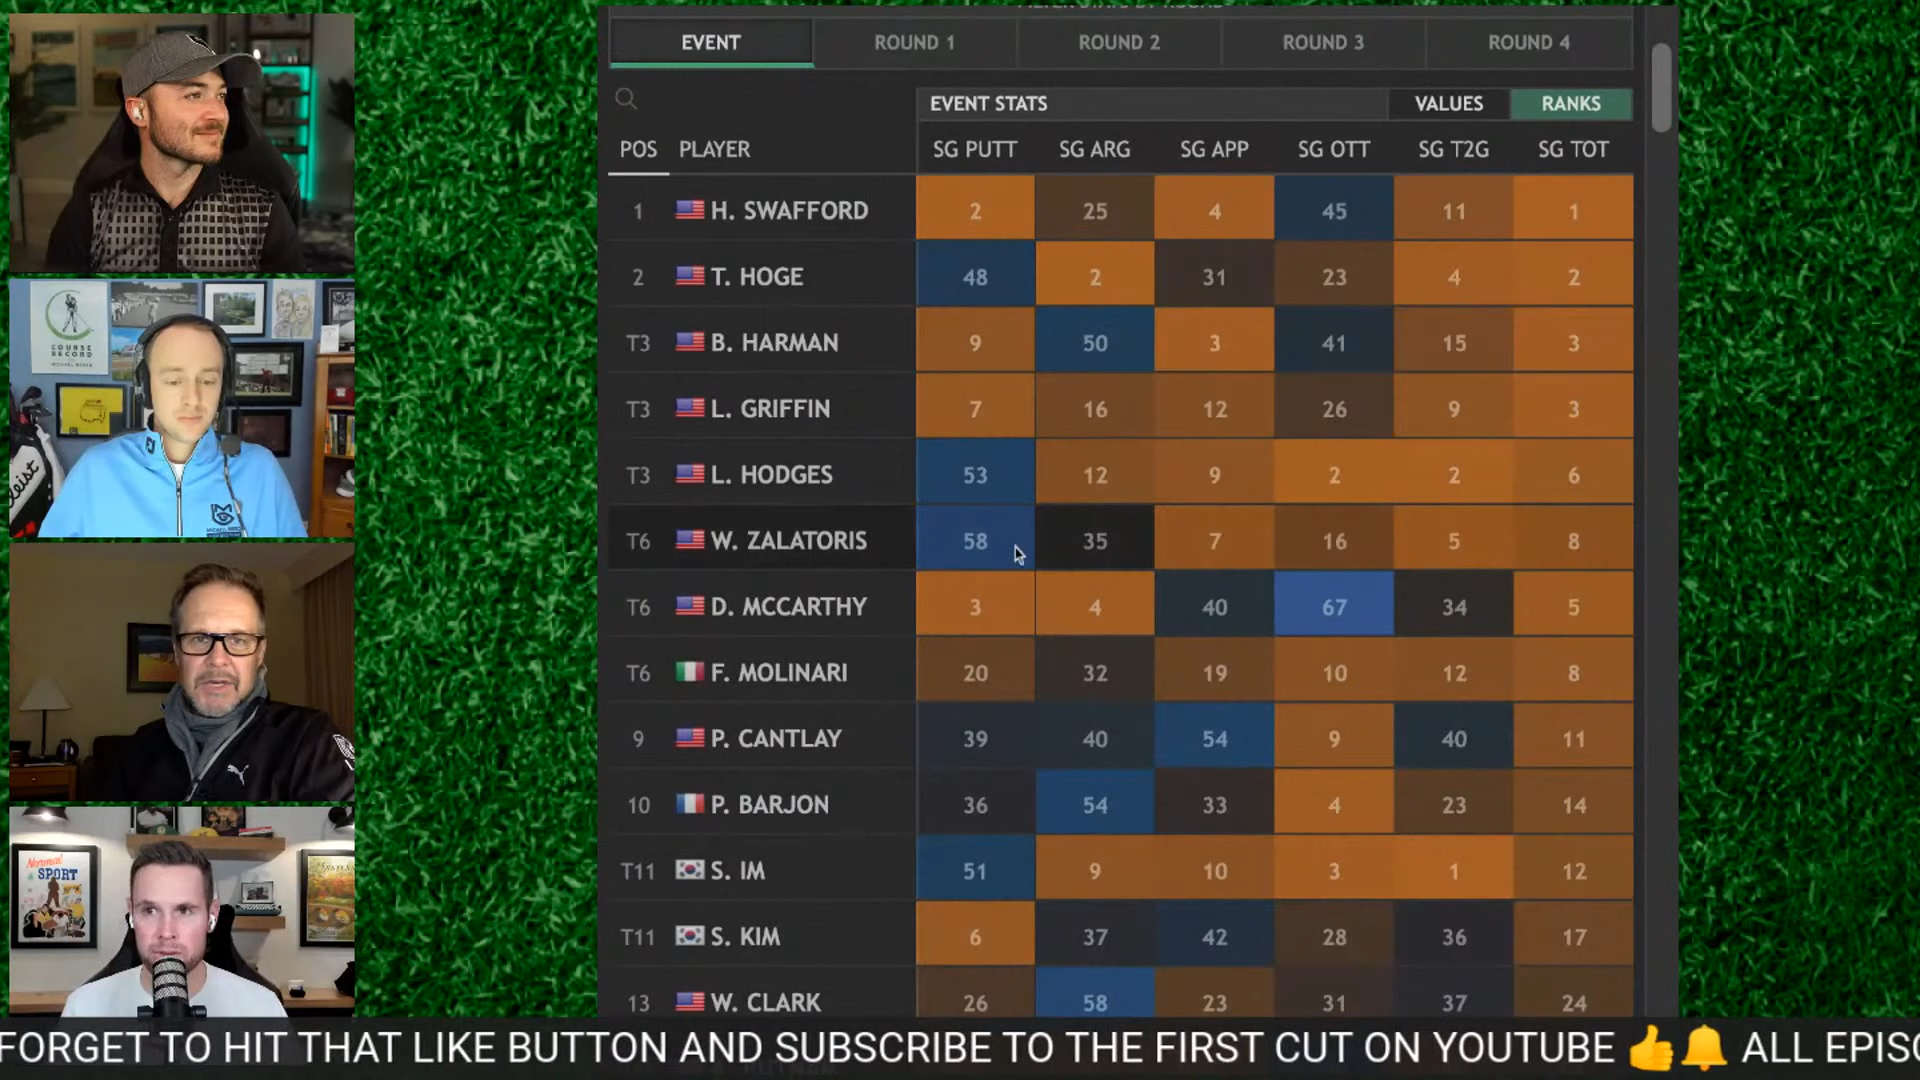 EVENT ROUND 1 ROUND 2 ROUND 3 ROUND 4
EVENT STATS VALUES RANKS
POS PLAYER SG PUTT SG ARG SG APP SG OTT SG T2G SG TOT
1 H. SWAFFORD 2 25 4 45 11 1
2 T. HOGE 48 2 31 23 4 2
T3 B. HARMAN 9 50 3 41 15 3
T3 L. GRIFFIN 7 16 12 26 9 3
T3 L. HODGES 53 12 9 2 2 6
T6 W. ZALATORIS 58 35 7 16 5 8
T6 D. MCCARTHY 3 4 40 67 34 5
T6 F. MOLINARI 20 32 19 10 12 8
9 P. CANTLAY 39 40 54 9 40 11
10 P. BARJON 36 54 33 4 23 14
T11 S. IM 51 9 10 3 1 12
T11 S. KIM 6 37 42 28 36 17
13 W. CLARK 26 58 23 31 37 24
COURSE
RECORD
Normal
SPORT
FORGET TO HIT THAT LIKE BUTTON AND SUBSCRIBE TO THE FIRST CUT ON YOUTUBE 👍🔔 ALL EPISO